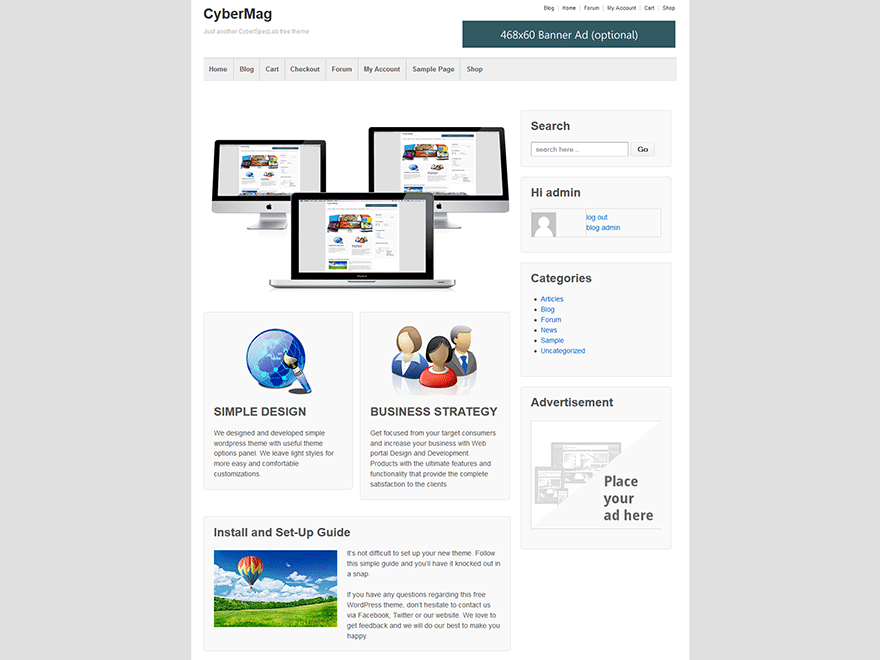 CyberMag
Just another CyberSpecLab free theme
Blog Home Forum My Account Cart Shop
468x60 Banner Ad (optional)
Home Blog Cart Checkout Forum My Account Sample Page Shop
Search
search here ..
Go
Hi admin
log out
blog admin
Categories
Articles
Blog
Forum
News
Sample
Uncategorized
Advertisement
Place
your
ad here
SIMPLE DESIGN
We designed and developed simple
wordpress theme with useful theme
options panel. We leave light styles for
more easy and comfortable
customizations.
BUSINESS STRATEGY
Get focused from your target consumers
and increase your business with Web
portal Design and Development.
Products with the ultimate features and
functionality that provide the complete
satisfaction to the clients
Install and Set-Up Guide
It's not difficult to set up your new theme. Follow
this simple guide and you'll have it knocked out in
a snap.
If you have any questions regarding this free
WordPress theme, don't hesitate to contact us
via Facebook, Twitter or our website. We love to
get feedback and we will do our best to make you
happy.